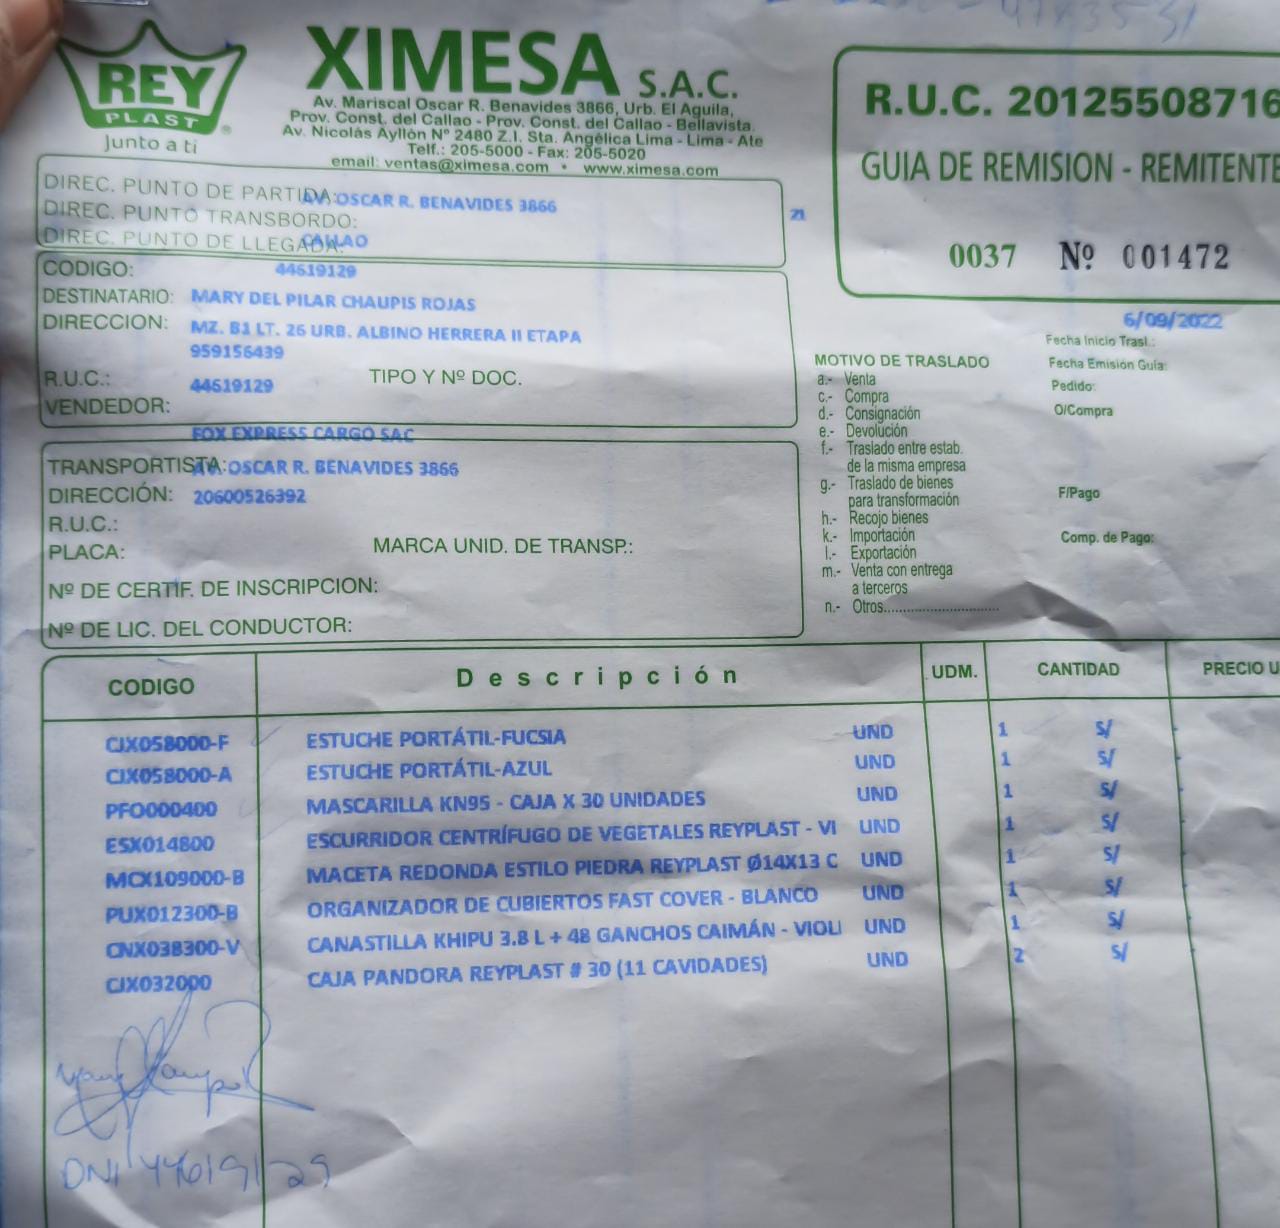 REY
PLAST
®
Junto a ti
XIMESA S.A.C.
Av. Mariscal Oscar R. Benavides 3866, Urb. El Aguila,
Prov. Const. del Callao - Prov. Const. del Callao - Bellavista.
Av. Nicolás Ayllón Nº 2480 Z.I. Sta. Angélica Lima - Lima - Ate
Telf.: 205-5000 - Fax: 205-5020
email: ventas@ximesa.com • www.ximesa.com
R.U.C. 20125508716
GUIA DE REMISION - REMITENTE
0037 Nº 001472
DIREC. PUNTO DE PARTIDA: AV. OSCAR R. BENAVIDES 3866
21
DIREC. PUNTO TRANSBORDO:
DIREC. PUNTO DE LLEGADA: CALLAO
CODIGO: 44619129
DESTINATARIO: MARY DEL PILAR CHAUPIS ROJAS
DIRECCION: MZ. B1 LT. 26 URB. ALBINO HERRERA II ETAPA
959156439
R.U.C.: 44619129 TIPO Y Nº DOC.
VENDEDOR:
FOX EXPRESS CARGO SAC
TRANSPORTISTA: AV. OSCAR R. BENAVIDES 3866
DIRECCIÓN: 20600526392
R.U.C.:
PLACA: MARCA UNID. DE TRANSP.:
Nº DE CERTIF. DE INSCRIPCION:
Nº DE LIC. DEL CONDUCTOR:
6/09/2022
Fecha Inicio Trasl.:
MOTIVO DE TRASLADO Fecha Emisión Guía:
a.- Venta Pedido:
c.- Compra
d.- Consignación O/Compra
e.- Devolución
f.- Traslado entre estab.
de la misma empresa
g.- Traslado de bienes F/Pago
para transformación
h.- Recojo bienes
k.- Importación Comp. de Pago:
l.- Exportación
m.- Venta con entrega
a terceros
n.- Otros.............................
CODIGO Descripción UDM. CANTIDAD PRECIO U
CJX058000-F ESTUCHE PORTÁTIL-FUCSIA UND 1 S/
CJX058000-A ESTUCHE PORTÁTIL-AZUL UND 1 S/
PFO000400 MASCARILLA KN95 - CAJA X 30 UNIDADES UND 1 S/
ESX014800 ESCURRIDOR CENTRÍFUGO DE VEGETALES REYPLAST - VI UND 1 S/
MCX109000-B MACETA REDONDA ESTILO PIEDRA REYPLAST Ø14X13 C UND 1 S/
PUX012300-B ORGANIZADOR DE CUBIERTOS FAST COVER - BLANCO UND 1 S/
CNX038300-V CANASTILLA KHIPU 3.8 L + 48 GANCHOS CAIMÁN - VIOL UND 1 S/
CJX032000 CAJA PANDORA REYPLAST # 30 (11 CAVIDADES) UND 2 S/
DNI 44619129